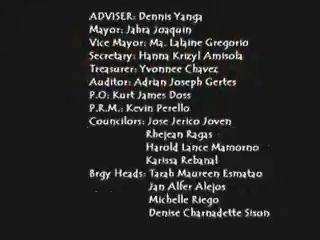 ADVISER: Dennis Yanga
Mayor: Jabra Joaquin
Vice Mayor: Ma. Lalaine Gregorio
Secretary: Hanna Krizyl Amisola
Treasurer: Yvonnee Chavez
Auditor: Adrian Joseph Gertes
P.O: Kurt James Doss
P.R.M.: Kevin Perello
Councilors: Jose Jerico Joven
Rhejean Ragas
Harold Lance Mamorno
Karissa Rebanal
Brgy Heads: Tarah Maureen Esmatao
Jan Alfer Alejos
Michelle Riego
Denise Charnadette Sison